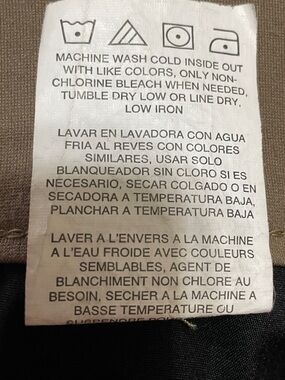 MACHINE WASH COLD INSIDE OUT
WITH LIKE COLORS, ONLY NON-
CHLORINE BLEACH WHEN NEEDED,
TUMBLE DRY LOW OR LINE DRY,
LOW IRON
LAVAR EN LAVADORA CON AGUA
FRIA AL REVES CON COLORES
SIMILARES, USAR SOLO
BLANQUEADOR SIN CLORO SI ES
NECESARIO, SECAR COLGADO O EN
SECADORA A TEMPERATURA BAJA,
PLANCHAR A TEMPERATURA BAJA
LAVER A L'ENVERS A LA MACHINE
A L'EAU FROIDE AVEC COULEURS
SEMBLABLES, AGENT DE
BLANCHIMENT NON CHLORE AU
BESOIN, SECHER A LA MACHINE A
BASSE TEMPERATURE OU
SUSPENDRE